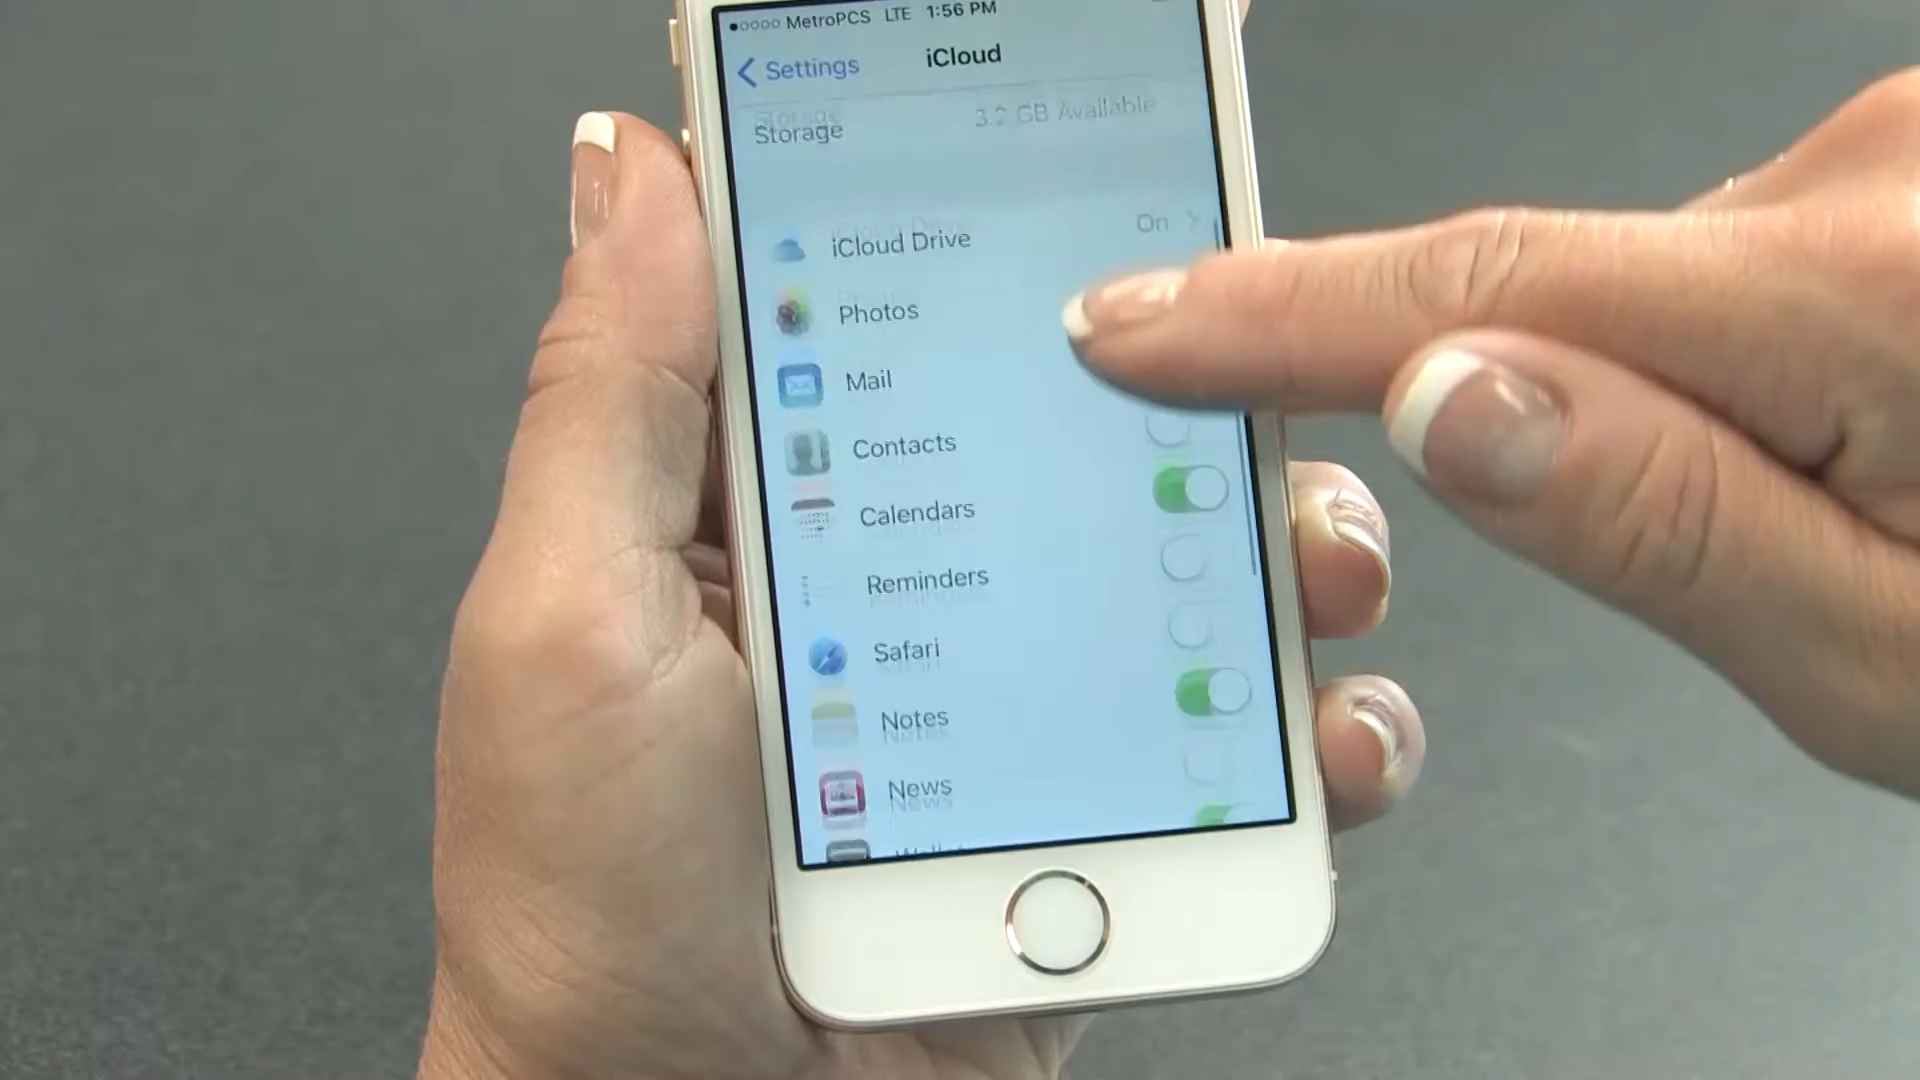 MetroPCS LTE 1:56 PM
Settings iCloud
Storage 3.2 GB Available
iCloud Drive On
Photos
Mail
Contacts
Calendars
Reminders
Safari
Notes
News